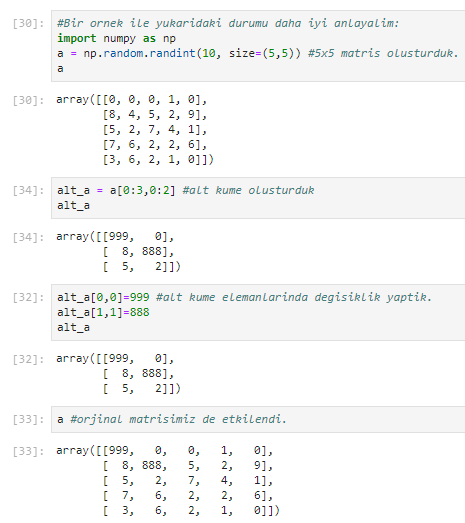 [30]: #Bir ornek ile yukaridaki durumu daha iyi anlayalim:
import numpy as np
a = np.random.randint(10, size=(5,5)) #5x5 matris olusturduk.
a
[30]: array([[0, 0, 0, 1, 0],
[8, 4, 5, 2, 9],
[5, 2, 7, 4, 1],
[7, 6, 2, 2, 6],
[3, 6, 2, 1, 0]])
[34]: alt_a = a[0:3,0:2] #alt kume olusturduk
alt_a
[34]: array([[999,   0],
[  8, 888],
[  5,   2]])
[32]: alt_a[0,0]=999 #alt kume elemanlarinda degisiklik yaptik.
alt_a[1,1]=888
alt_a
[32]: array([[999,   0],
[  8, 888],
[  5,   2]])
[33]: a #orjinal matrisimiz de etkilendi.
[33]: array([[999,   0,   0,   1,   0],
[  8, 888,   5,   2,   9],
[  5,   2,   7,   4,   1],
[  7,   6,   2,   2,   6],
[  3,   6,   2,   1,   0]])